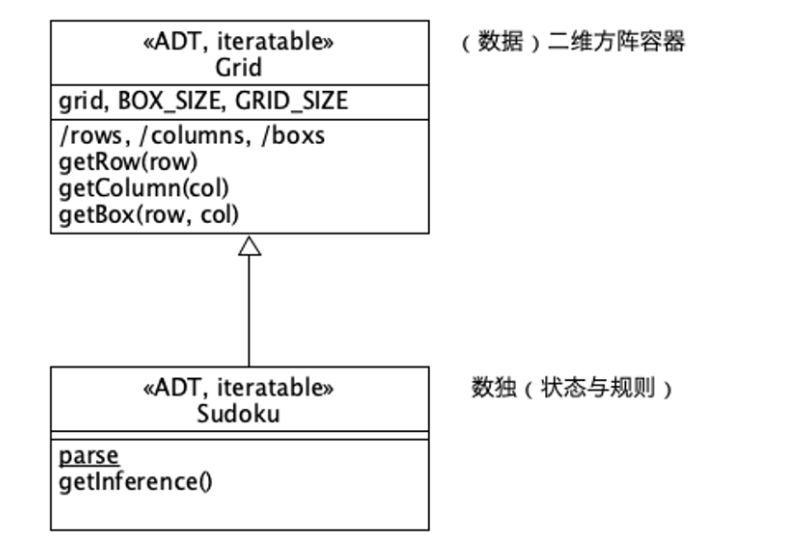 «ADT, iteratable»
Grid
（数据）二维方阵容器
grid, BOX_SIZE, GRID_SIZE
/rows, /columns, /boxs
getRow(row)
getColumn(col)
getBox(row, col)
«ADT, iteratable»
Sudoku
数独（状态与规则）
parse
getInference()